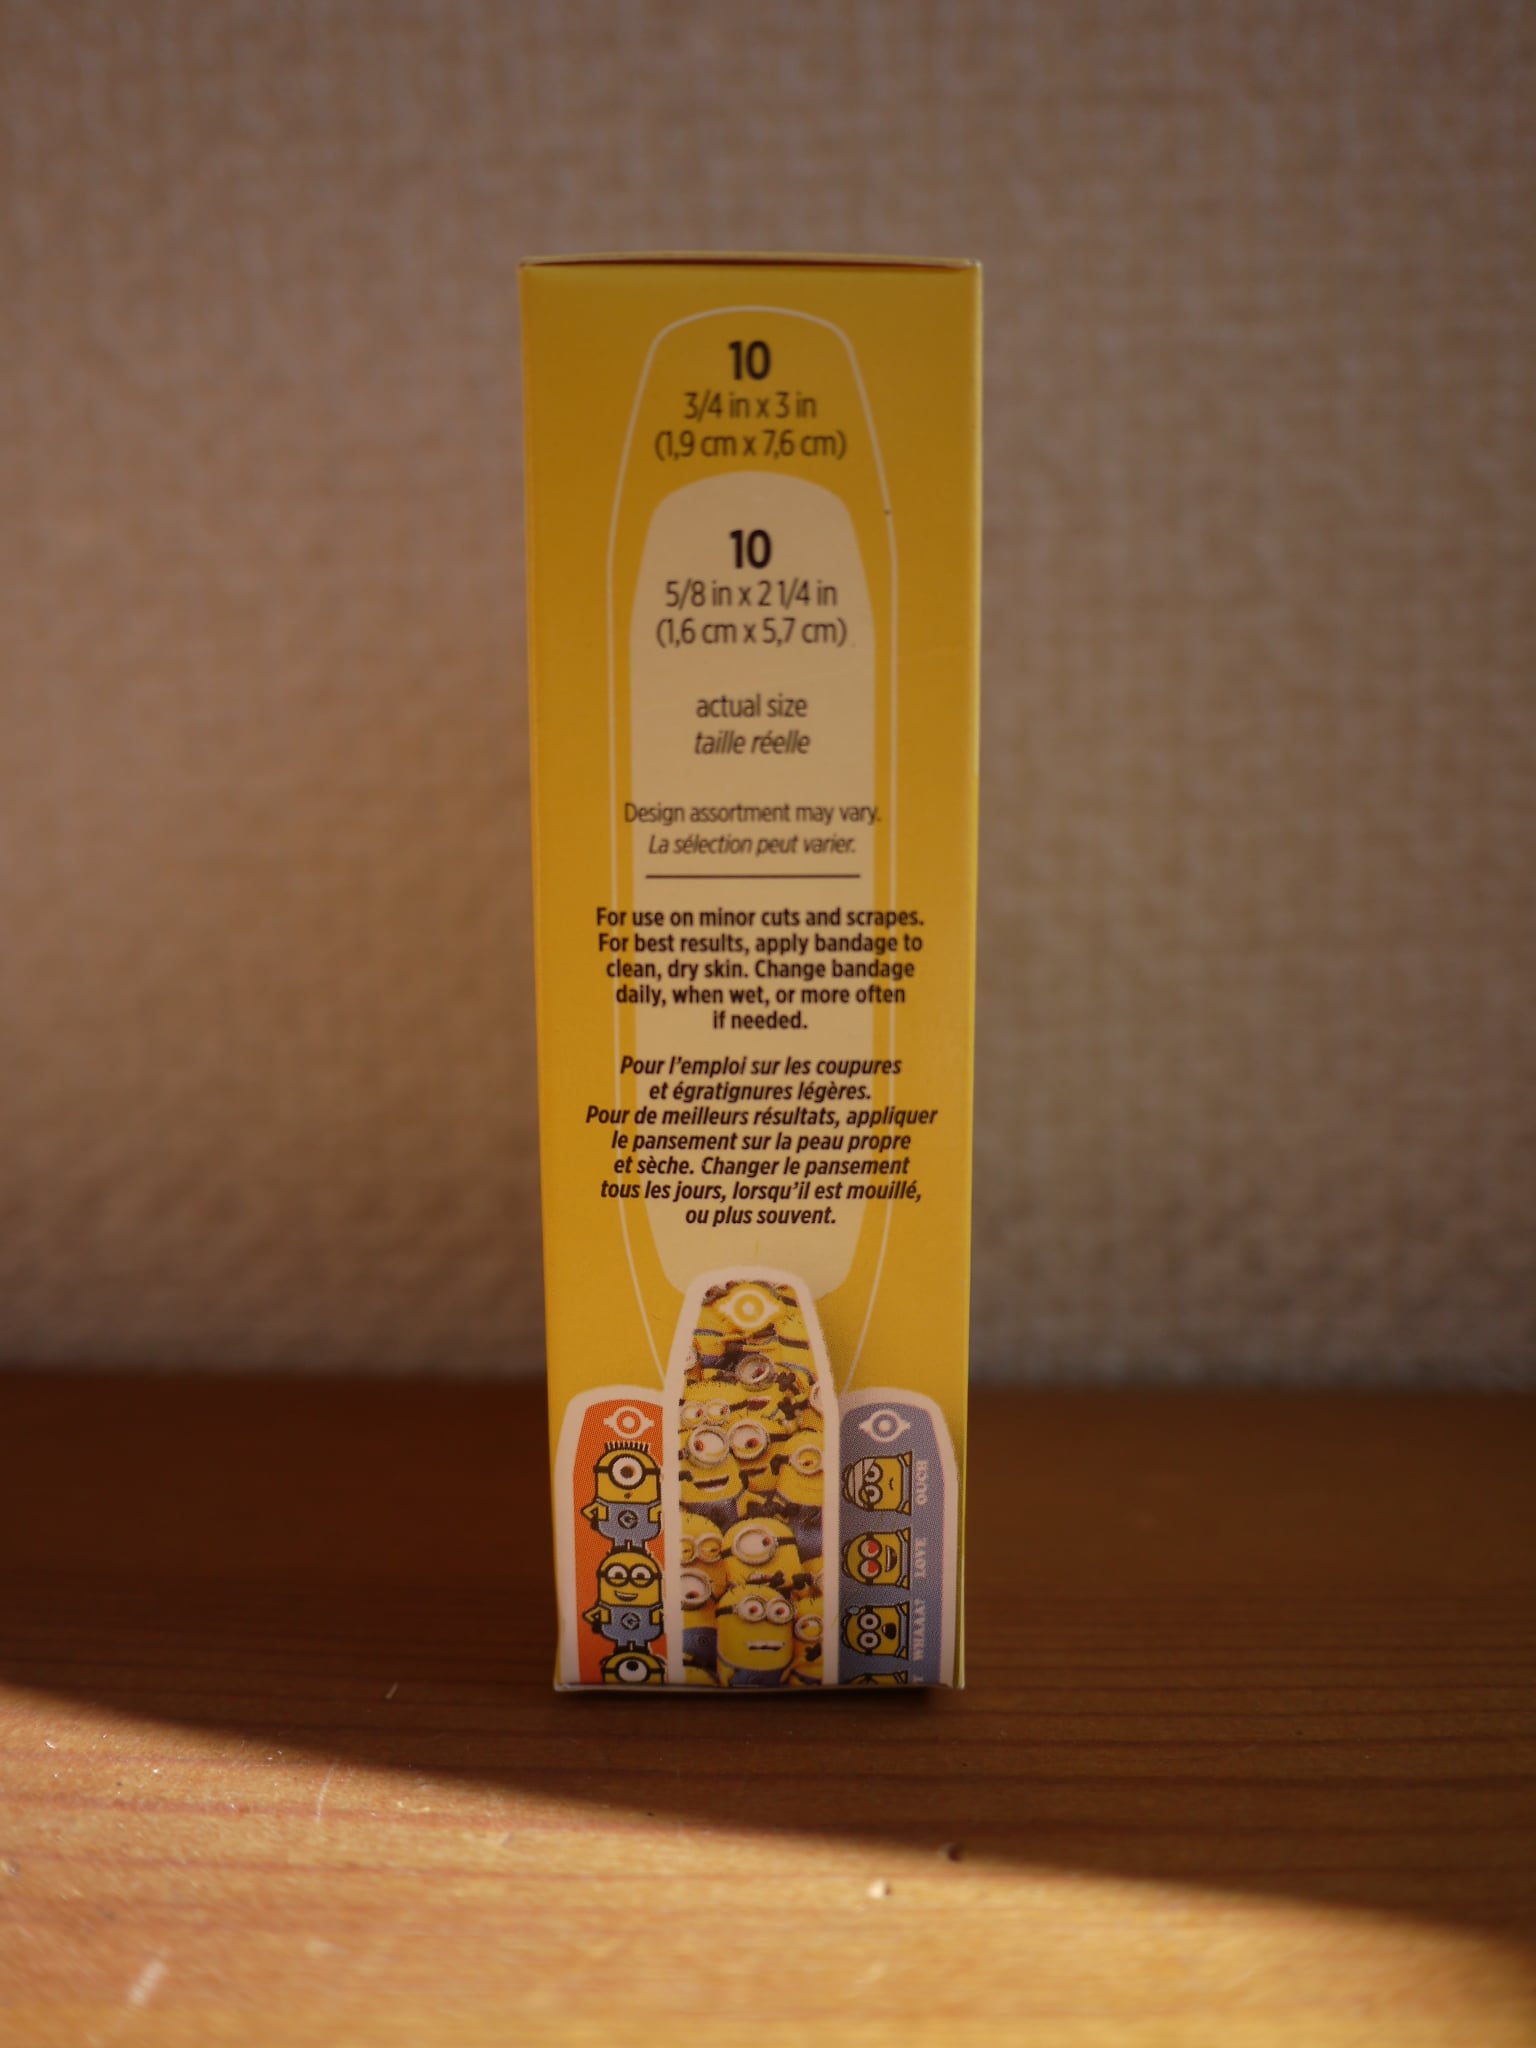 10
3/4 in x 3 in
(1,9 cm x 7,6 cm)
10
5/8 in x 2 1/4 in
(1,6 cm x 5,7 cm)
actual size
taille réelle
Design assortment may vary.
La sélection peut varier.
For use on minor cuts and scrapes.
For best results, apply bandage to
clean, dry skin. Change bandage
daily, when wet, or more often
if needed.
Pour l'emploi sur les coupures
et égratignures légères.
Pour de meilleurs résultats, appliquer
le pansement sur la peau propre
et sèche. Changer le pansement
tous les jours, lorsqu'il est mouillé,
ou plus souvent.
OUCH
LOVE
WHAAA?